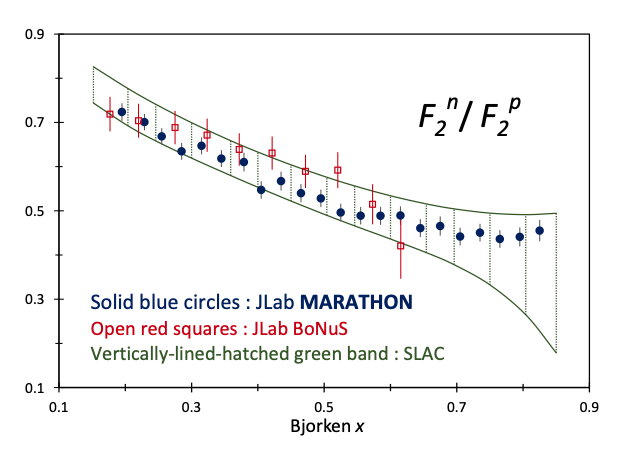 0.9
0.7
0.5
0.3
0.1
F₂ⁿ/ F₂ᵖ
Solid blue circles : JLab MARATHON
Open red squares : JLab BoNuS
Vertically-lined-hatched green band : SLAC
0.1 0.3 0.5 0.7 0.9
Bjorken x